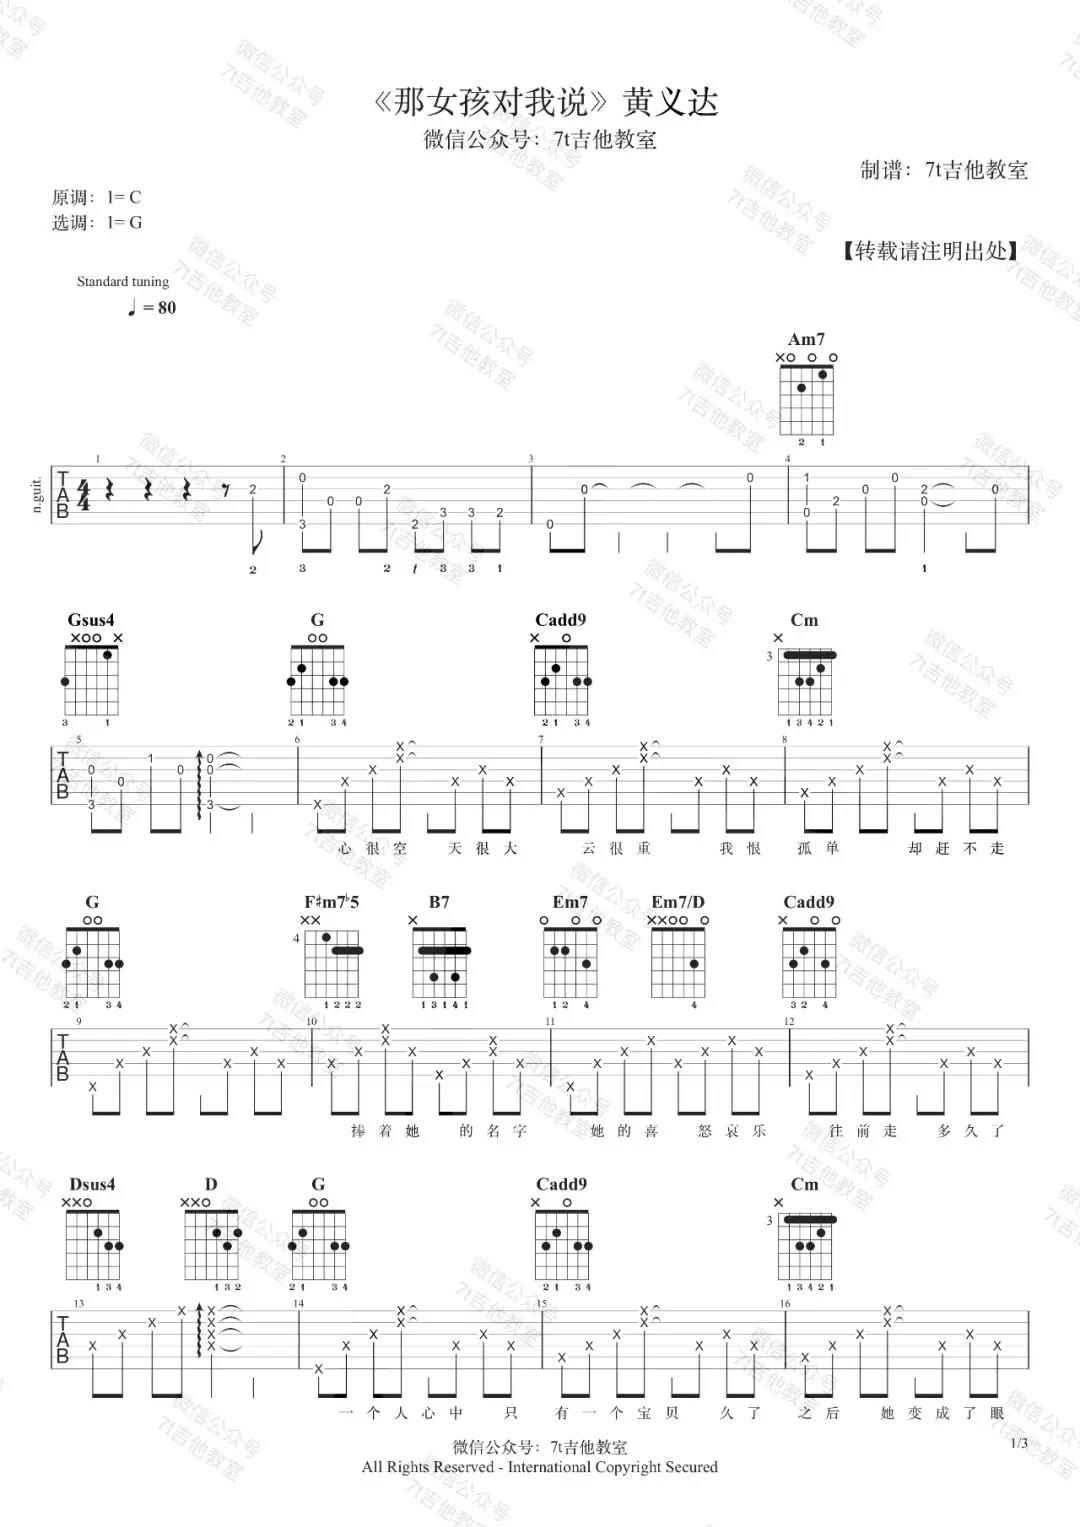 《那女孩对我说》黄义达
微信公众号：7t吉他教室
制谱：7t吉他教室
原调：1= C
选调：1= G
【转载请注明出处】
Standard tuning
♩= 80
Am7
n.guit.
Gsus4 G Cadd9 Cm
心很空 天很大 云很重 我恨孤单 却赶不走
G F♯m7♭5 B7 Em7 Em7/D Cadd9
捧着她 的名字 她的喜 怒哀乐 往前走 多久了
Dsus4 D G Cadd9 Cm
一个人心中 只有一个宝贝 久了之后 她变成了眼
微信公众号：7t吉他教室
1/3
All Rights Reserved - International Copyright Secured